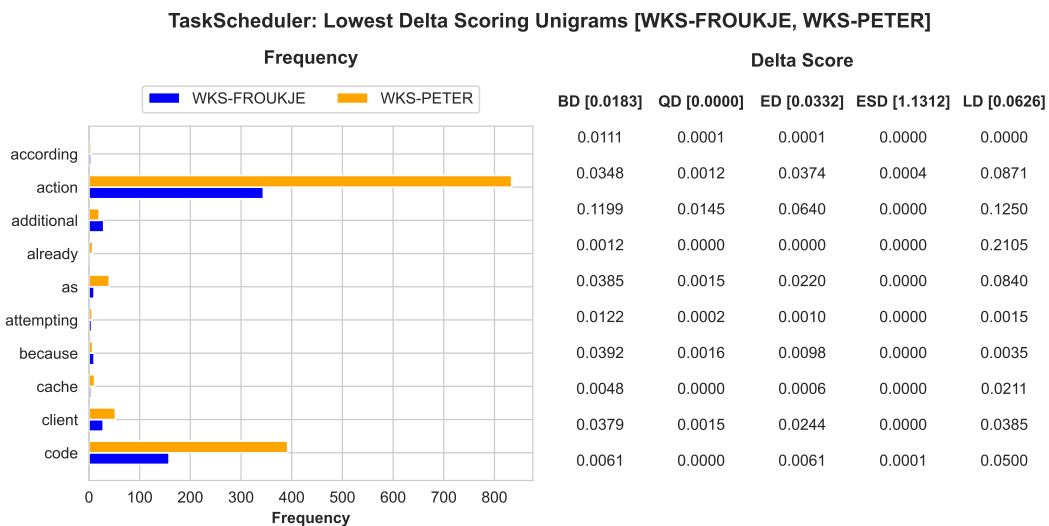 TaskScheduler: Lowest Delta Scoring Unigrams [WKS-FROUKJE, WKS-PETER]
Frequency
Delta Score
WKS-FROUKJE WKS-PETER
BD [0.0183] QD [0.0000] ED [0.0332] ESD [1.1312] LD [0.0626]
according 0.0111 0.0001 0.0001 0.0000 0.0000
action 0.0348 0.0012 0.0374 0.0004 0.0871
additional 0.1199 0.0145 0.0640 0.0000 0.1250
already 0.0012 0.0000 0.0000 0.0000 0.2105
as 0.0385 0.0015 0.0220 0.0000 0.0840
attempting 0.0122 0.0002 0.0010 0.0000 0.0015
because 0.0392 0.0016 0.0098 0.0000 0.0035
cache 0.0048 0.0000 0.0006 0.0000 0.0211
client 0.0379 0.0015 0.0244 0.0000 0.0385
code 0.0061 0.0000 0.0061 0.0001 0.0500
0 100 200 300 400 500 600 700 800
Frequency